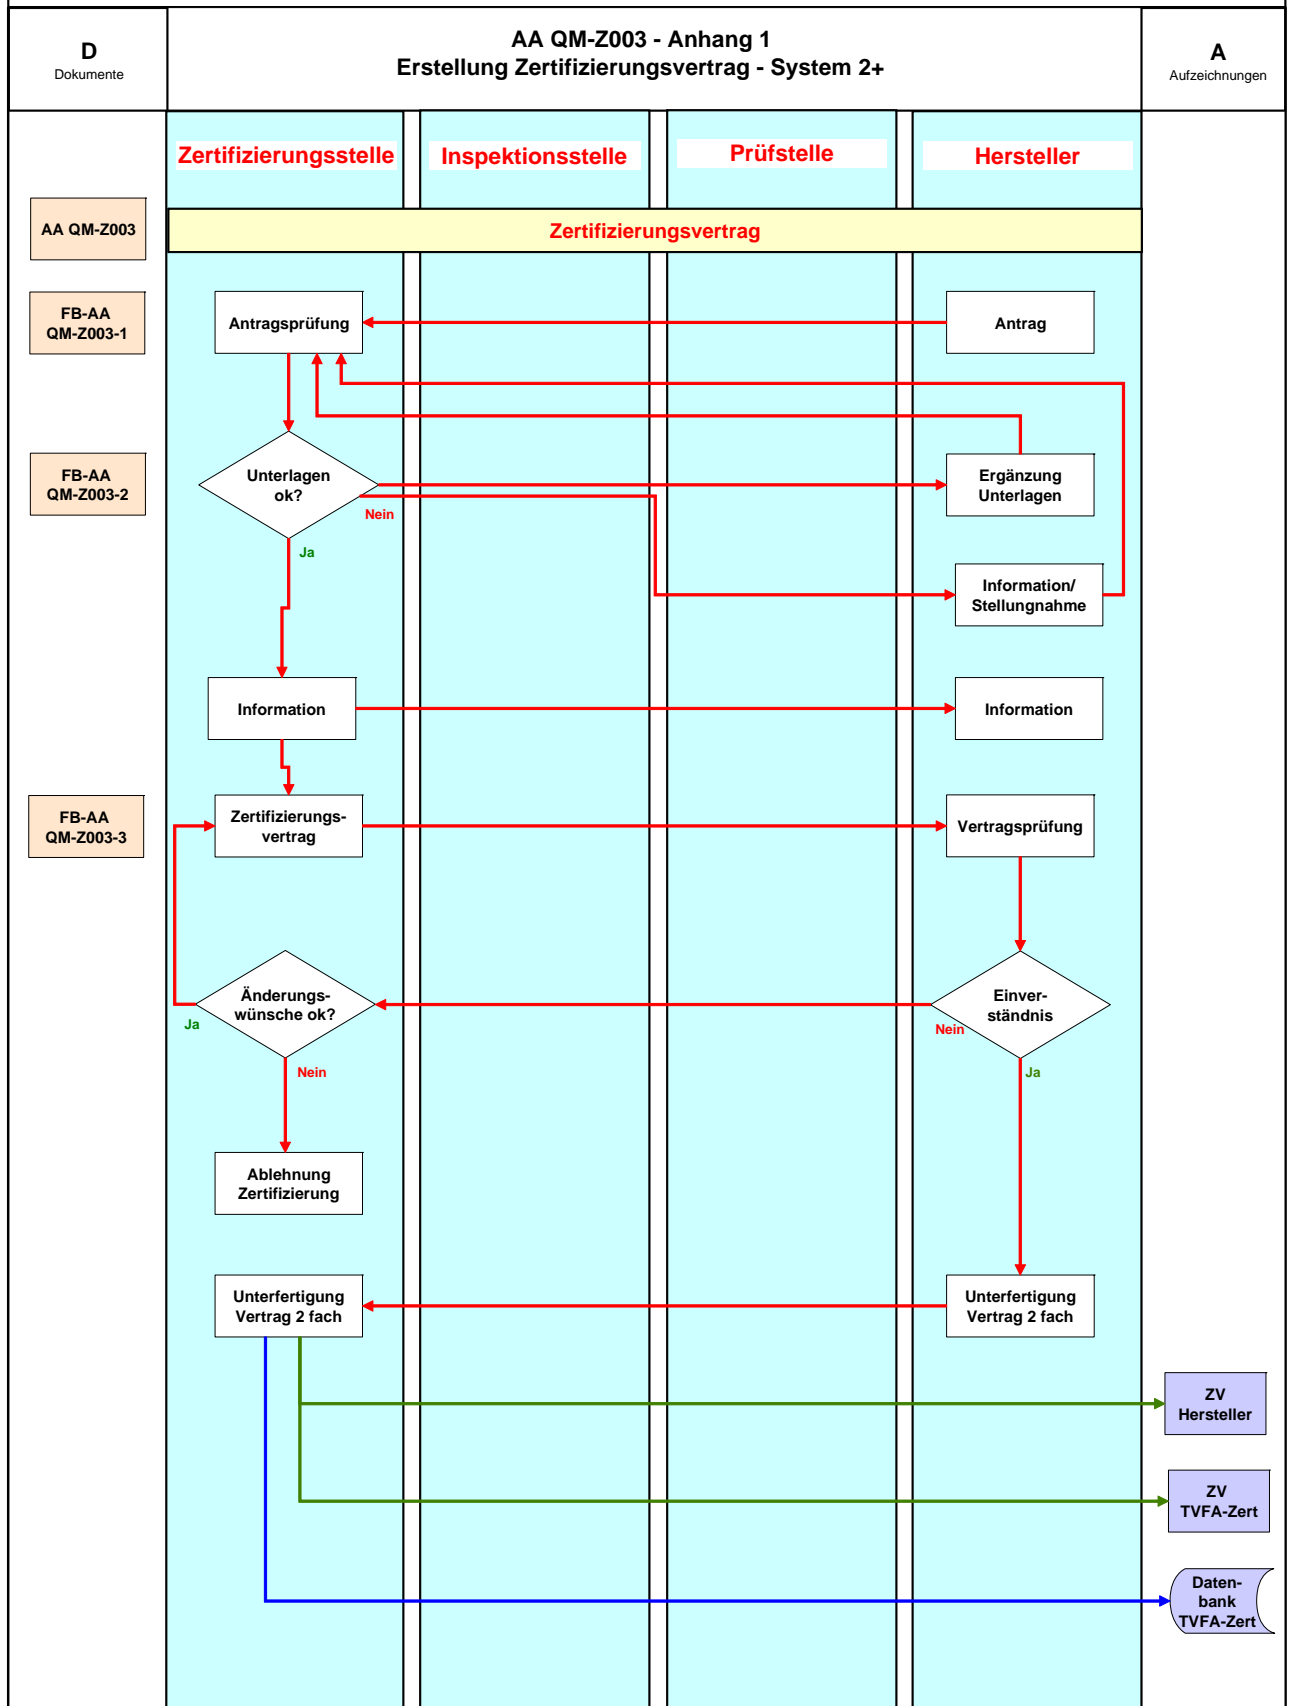 D
Dokumente
AA QM-Z003 - Anhang 1
Erstellung Zertifizierungsvertrag - System 2+
A
Aufzeichnungen
Zertifizierungsstelle
Inspektionsstelle
Prüfstelle
Hersteller
AA QM-Z003
Zertifizierungsvertrag
FB-AA
QM-Z003-1
Antragsprüfung
Antrag
FB-AA
QM-Z003-2
Unterlagen
ok?
Nein
Ja
Ergänzung
Unterlagen
Information/
Stellungnahme
Information
Information
FB-AA
QM-Z003-3
Zertifizierungs-
vertrag
Vertragsprüfung
Änderungs-
wünsche ok?
Ja
Nein
Einver-
ständnis
Nein
Ja
Ablehnung
Zertifizierung
Unterfertigung
Vertrag 2 fach
Unterfertigung
Vertrag 2 fach
ZV
Hersteller
ZV
TVFA-Zert
Daten-
bank
TVFA-Zert